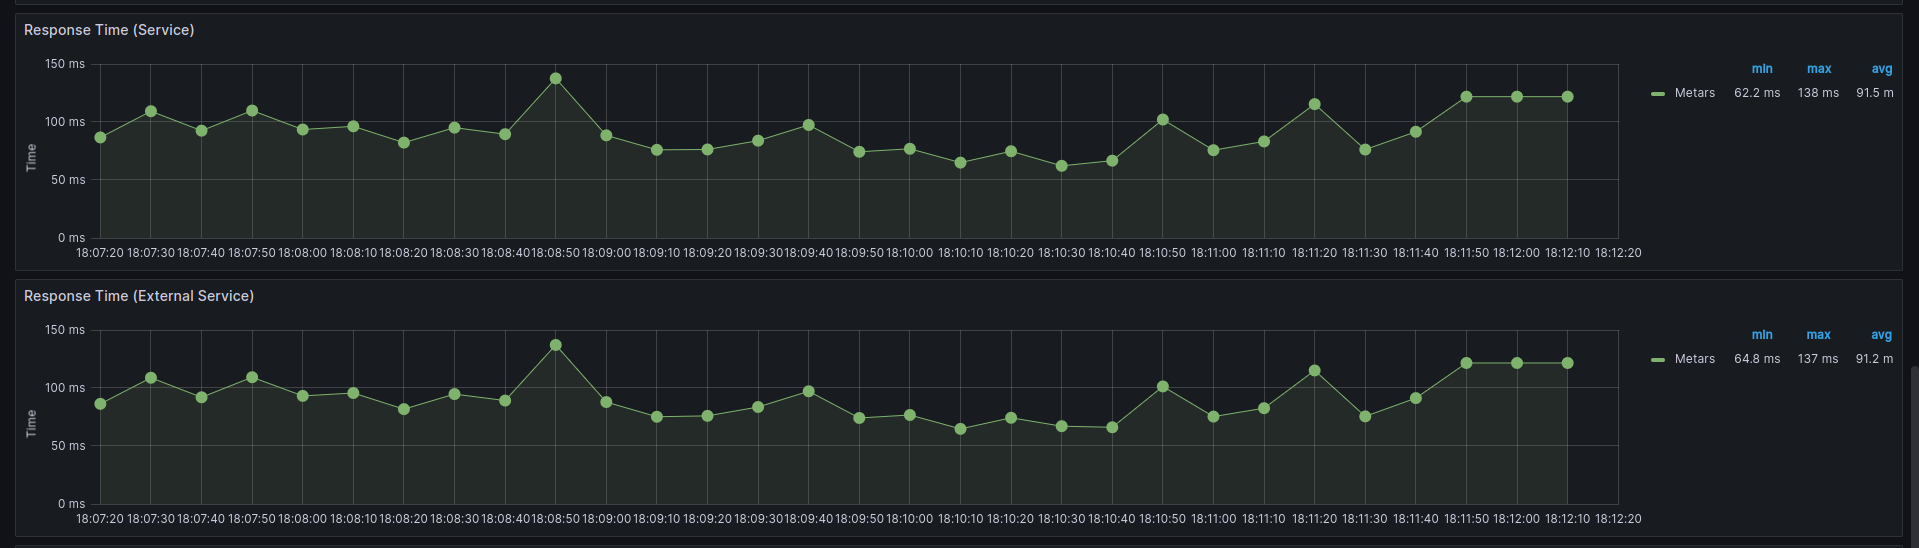 Response Time (Service)
150 ms
100 ms
50 ms
0 ms
Time
18:07:20 18:07:30 18:07:40 18:07:50 18:08:00 18:08:10 18:08:20 18:08:30 18:08:40 18:08:50 18:09:00 18:09:10 18:09:20 18:09:30 18:09:40 18:09:50 18:10:00 18:10:10 18:10:20 18:10:30 18:10:40 18:10:50 18:11:00 18:11:10 18:11:20 18:11:30 18:11:40 18:11:50 18:12:00 18:12:10 18:12:20
min max avg
Metars 62.2 ms 138 ms 91.5 m
Response Time (External Service)
150 ms
100 ms
50 ms
0 ms
Time
18:07:20 18:07:30 18:07:40 18:07:50 18:08:00 18:08:10 18:08:20 18:08:30 18:08:40 18:08:50 18:09:00 18:09:10 18:09:20 18:09:30 18:09:40 18:09:50 18:10:00 18:10:10 18:10:20 18:10:30 18:10:40 18:10:50 18:11:00 18:11:10 18:11:20 18:11:30 18:11:40 18:11:50 18:12:00 18:12:10 18:12:20
min max avg
Metars 64.8 ms 137 ms 91.2 m